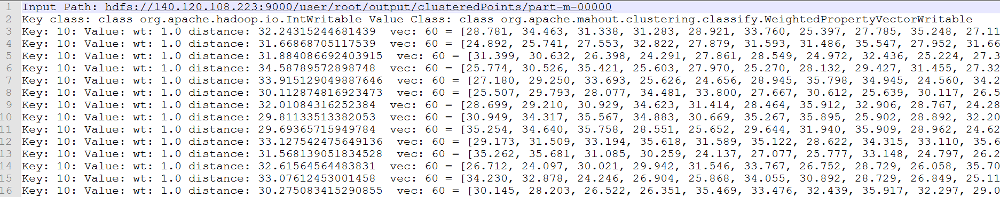 1 Input Path: hdfs://140.120.108.223:9000/user/root/output/clusteredPoints/part-m-00000
2 Key class: class org.apache.hadoop.io.IntWritable Value Class: class org.apache.mahout.clustering.classify.WeightedPropertyVectorWritable
3 Key: 10: Value: wt: 1.0 distance: 32.24315244681439 vec: 60 = [28.781, 34.463, 31.338, 31.283, 28.921, 33.760, 25.397, 27.785, 35.248, 27.11
4 Key: 10: Value: wt: 1.0 distance: 31.66868705117539 vec: 60 = [24.892, 25.741, 27.553, 32.822, 27.879, 31.593, 31.486, 35.547, 27.952, 31.66
5 Key: 10: Value: wt: 1.0 distance: 31.884086692403915 vec: 60 = [31.399, 30.632, 26.398, 24.291, 27.861, 28.549, 24.972, 32.436, 25.224, 27.3
6 Key: 10: Value: wt: 1.0 distance: 34.58789572898748 vec: 60 = [25.774, 30.526, 35.421, 25.603, 27.970, 25.270, 28.132, 29.427, 31.455, 27.32
7 Key: 10: Value: wt: 1.0 distance: 33.915129049887646 vec: 60 = [27.180, 29.250, 33.693, 25.626, 24.656, 28.945, 35.798, 34.945, 24.560, 34.2
8 Key: 10: Value: wt: 1.0 distance: 30.112874816923473 vec: 60 = [25.507, 29.793, 28.077, 34.481, 33.800, 27.667, 30.612, 25.639, 30.117, 26.5
9 Key: 10: Value: wt: 1.0 distance: 32.01084316252384 vec: 60 = [28.699, 29.210, 30.929, 34.623, 31.414, 28.464, 35.912, 32.906, 28.767, 24.28
10 Key: 10: Value: wt: 1.0 distance: 29.81133513382053 vec: 60 = [30.949, 34.317, 35.567, 34.883, 30.669, 35.267, 35.895, 25.902, 28.892, 32.20
11 Key: 10: Value: wt: 1.0 distance: 29.69365715949784 vec: 60 = [35.254, 34.640, 35.758, 28.551, 25.652, 29.644, 31.940, 35.909, 28.962, 24.62
12 Key: 10: Value: wt: 1.0 distance: 33.127542475649136 vec: 60 = [29.173, 31.509, 33.194, 35.618, 31.589, 35.122, 28.622, 34.315, 33.110, 35.6
13 Key: 10: Value: wt: 1.0 distance: 31.568139051834528 vec: 60 = [35.262, 35.681, 31.085, 30.259, 24.137, 27.077, 25.777, 33.148, 24.797, 26.2
14 Key: 10: Value: wt: 1.0 distance: 32.61564564483831 vec: 60 = [26.712, 24.097, 30.021, 29.942, 31.546, 33.767, 26.752, 28.729, 26.058, 35.70
15 Key: 10: Value: wt: 1.0 distance: 33.07612453001458 vec: 60 = [34.230, 32.878, 24.246, 26.904, 25.868, 34.055, 30.892, 28.729, 26.849, 25.11
16 Key: 10: Value: wt: 1.0 distance: 30.275083415290855 vec: 60 = [30.145, 28.203, 26.522, 26.351, 35.469, 33.476, 32.439, 35.917, 32.297, 29.0